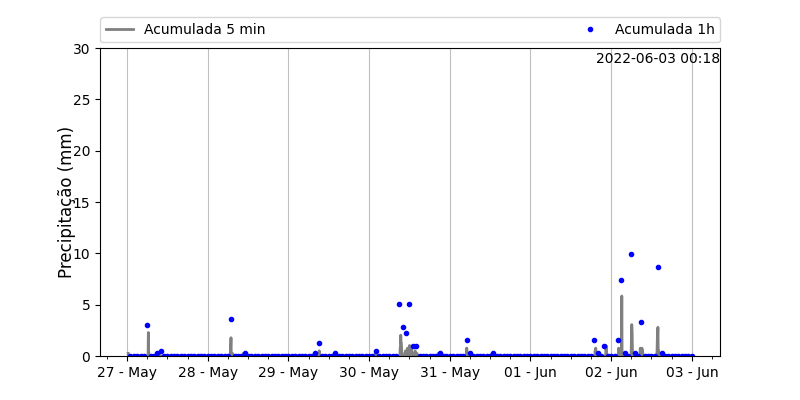 Acumulada 5 min
Acumulada 1h
2022-06-03 00:18
Precipitação (mm)
30
25
20
15
10
5
0
27 - May
28 - May
29 - May
30 - May
31 - May
01 - Jun
02 - Jun
03 - Jun